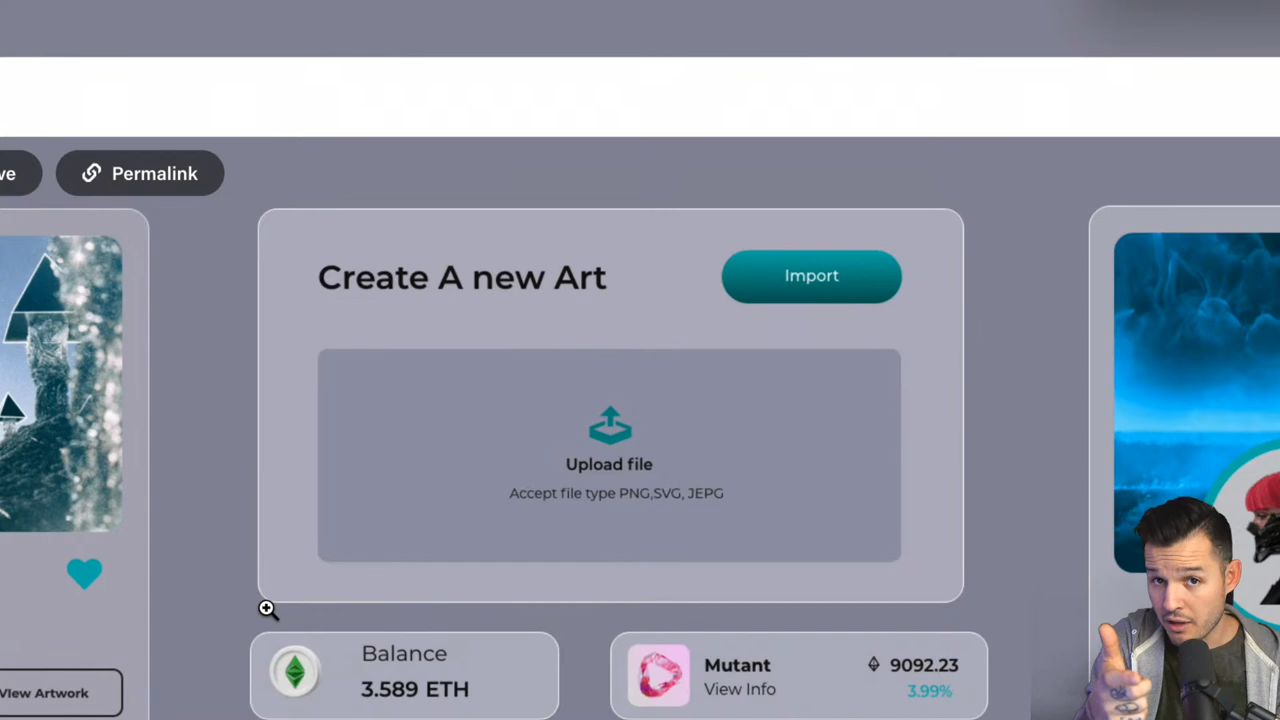 ve
Permalink
Create A new Art
Import
Upload file
Accept file type PNG,SVG, JEPG
Balance
3.589 ETH
Mutant
9092.23
View Info
3.99%
VIew Artwork